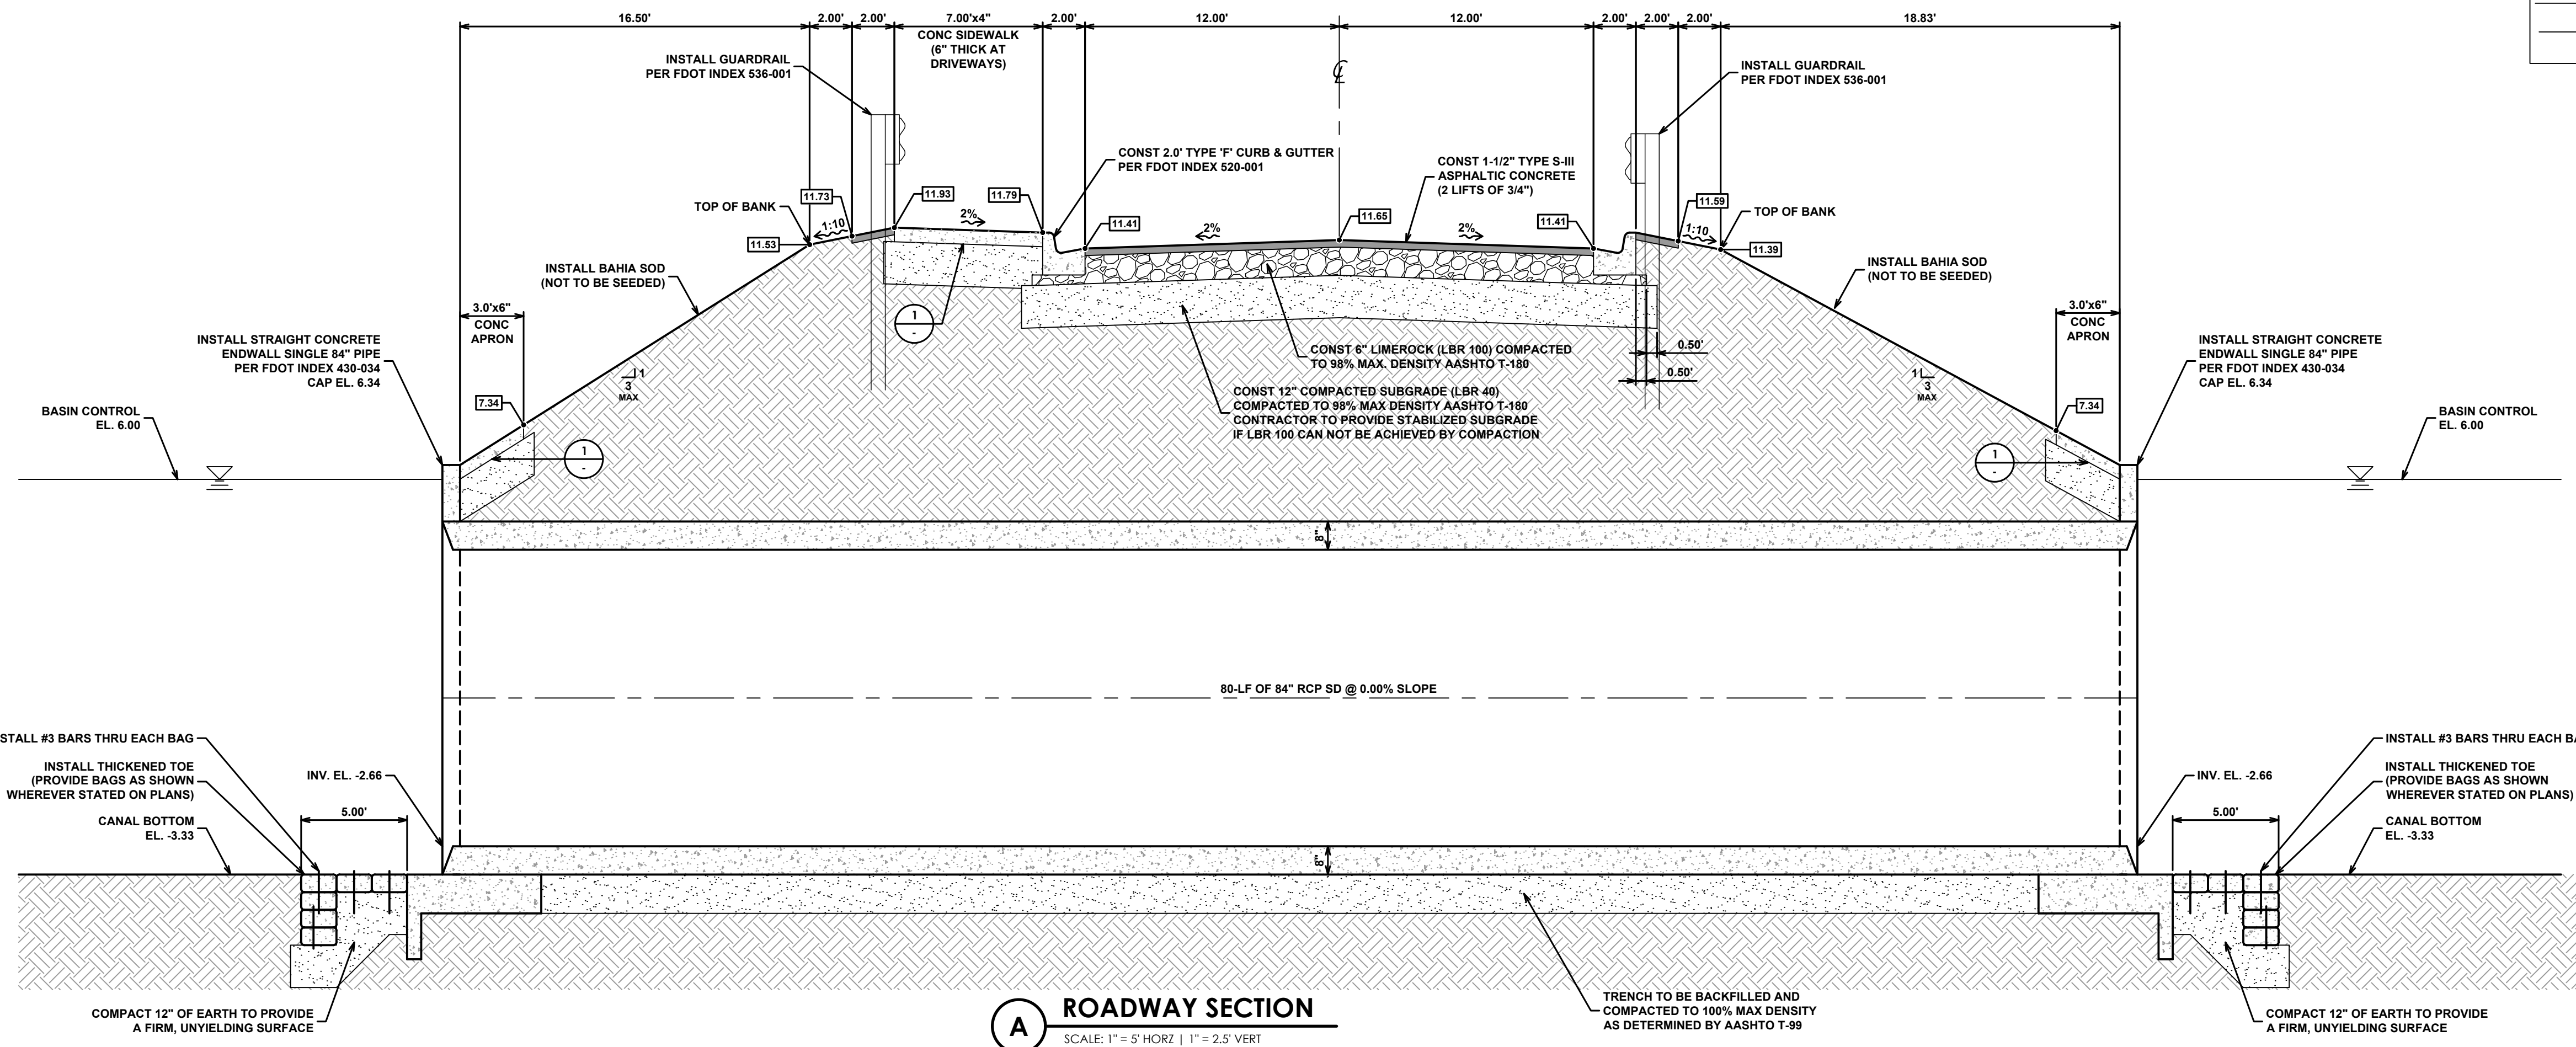 16.50'
2.00'
2.00'
7.00'x4"
2.00'
12.00'
12.00'
2.00'
2.00'
2.00'
18.83'
CONC SIDEWALK
(6" THICK AT
DRIVEWAYS)
INSTALL GUARDRAIL
PER FDOT INDEX 536-001
℄
INSTALL GUARDRAIL
PER FDOT INDEX 536-001
CONST 2.0' TYPE 'F' CURB & GUTTER
PER FDOT INDEX 520-001
CONST 1-1/2" TYPE S-III
ASPHALTIC CONCRETE
(2 LIFTS OF 3/4")
TOP OF BANK
11.73
11.93
11.79
11.41
11.65
11.41
11.59
TOP OF BANK
11.53
1:10
2%
2%
2%
1:10
11.39
INSTALL BAHIA SOD
(NOT TO BE SEEDED)
INSTALL BAHIA SOD
(NOT TO BE SEEDED)
3.0'x6"
CONC
APRON
3.0'x6"
CONC
APRON
1
-
INSTALL STRAIGHT CONCRETE
ENDWALL SINGLE 84" PIPE
PER FDOT INDEX 430-034
CAP EL. 6.34
INSTALL STRAIGHT CONCRETE
ENDWALL SINGLE 84" PIPE
PER FDOT INDEX 430-034
CAP EL. 6.34
CONST 6" LIMEROCK (LBR 100) COMPACTED
TO 98% MAX. DENSITY AASHTO T-180
0.50'
0.50'
CONST 12" COMPACTED SUBGRADE (LBR 40)
COMPACTED TO 98% MAX DENSITY AASHTO T-180
CONTRACTOR TO PROVIDE STABILIZED SUBGRADE
IF LBR 100 CAN NOT BE ACHIEVED BY COMPACTION
1
3
MAX
1
3
MAX
7.34
7.34
BASIN CONTROL
EL. 6.00
BASIN CONTROL
EL. 6.00
1
-
1
-
8"
80-LF OF 84" RCP SD @ 0.00% SLOPE
STALL #3 BARS THRU EACH BAG
INSTALL THICKENED TOE
(PROVIDE BAGS AS SHOWN
WHEREVER STATED ON PLANS)
INV. EL. -2.66
5.00'
CANAL BOTTOM
EL. -3.33
INSTALL #3 BARS THRU EACH BA
INSTALL THICKENED TOE
(PROVIDE BAGS AS SHOWN
WHEREVER STATED ON PLANS)
INV. EL. -2.66
5.00'
CANAL BOTTOM
EL. -3.33
8"
COMPACT 12" OF EARTH TO PROVIDE
A FIRM, UNYIELDING SURFACE
A
ROADWAY SECTION
SCALE: 1" = 5' HORZ | 1" = 2.5' VERT
TRENCH TO BE BACKFILLED AND
COMPACTED TO 100% MAX DENSITY
AS DETERMINED BY AASHTO T-99
COMPACT 12" OF EARTH TO PROVIDE
A FIRM, UNYIELDING SURFACE